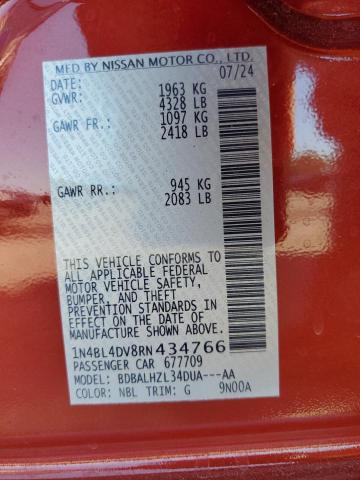 MFD BY NISSAN MOTOR CO., LTD.
DATE: 07/24
GVWR: 1963 KG
4328 LB
GAWR FR.: 1097 KG
2418 LB
GAWR RR.: 945 KG
2083 LB
THIS VEHICLE CONFORMS TO
ALL APPLICABLE FEDERAL
MOTOR VEHICLE SAFETY,
BUMPER, AND THEFT
PREVENTION STANDARDS
IN EFFECT ON THE DATE OF
MANUFACTURE SHOWN ABOVE.
1N4BL4DV8RN434766
PASSENGER CAR 677709
MODEL: BDBALHZL34DUA---AA
COLOR: NBL TRIM: G 9N00A